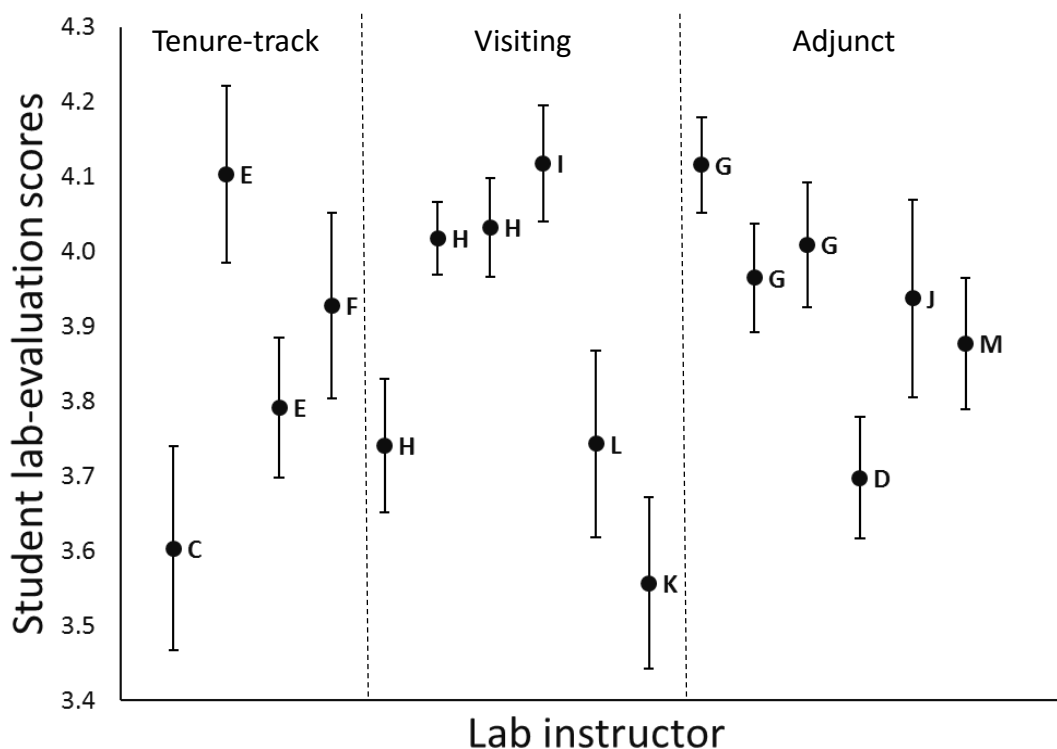 Tenure-track
Visiting
Adjunct
Student lab-evaluation scores
4.3
4.2
4.1
4.0
3.9
3.8
3.7
3.6
3.5
3.4
C
E
E
F
H
H
H
I
L
K
G
G
G
D
J
M
Lab instructor